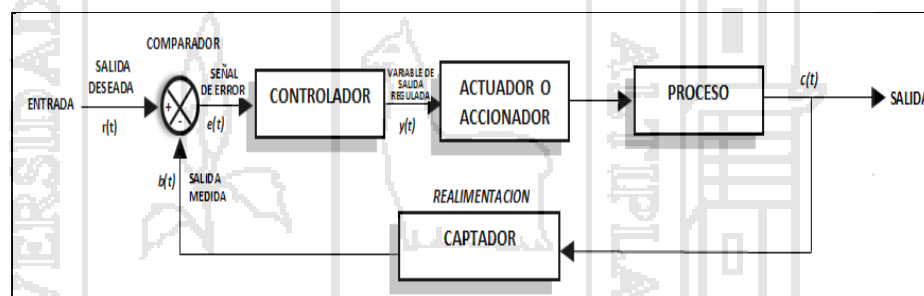 COMPARADOR
SALIDA
DESEADA
ENTRADA
r(t)
+
-
SEÑAL
DE ERROR
e(t)
CONTROLADOR
VARIABLE DE
SALIDA
REGULADA
y(t)
ACTUADOR O
ACCIONADOR
PROCESO
c(t)
SALIDA
b(t)
SALIDA
MEDIDA
REALIMENTACION
CAPTADOR